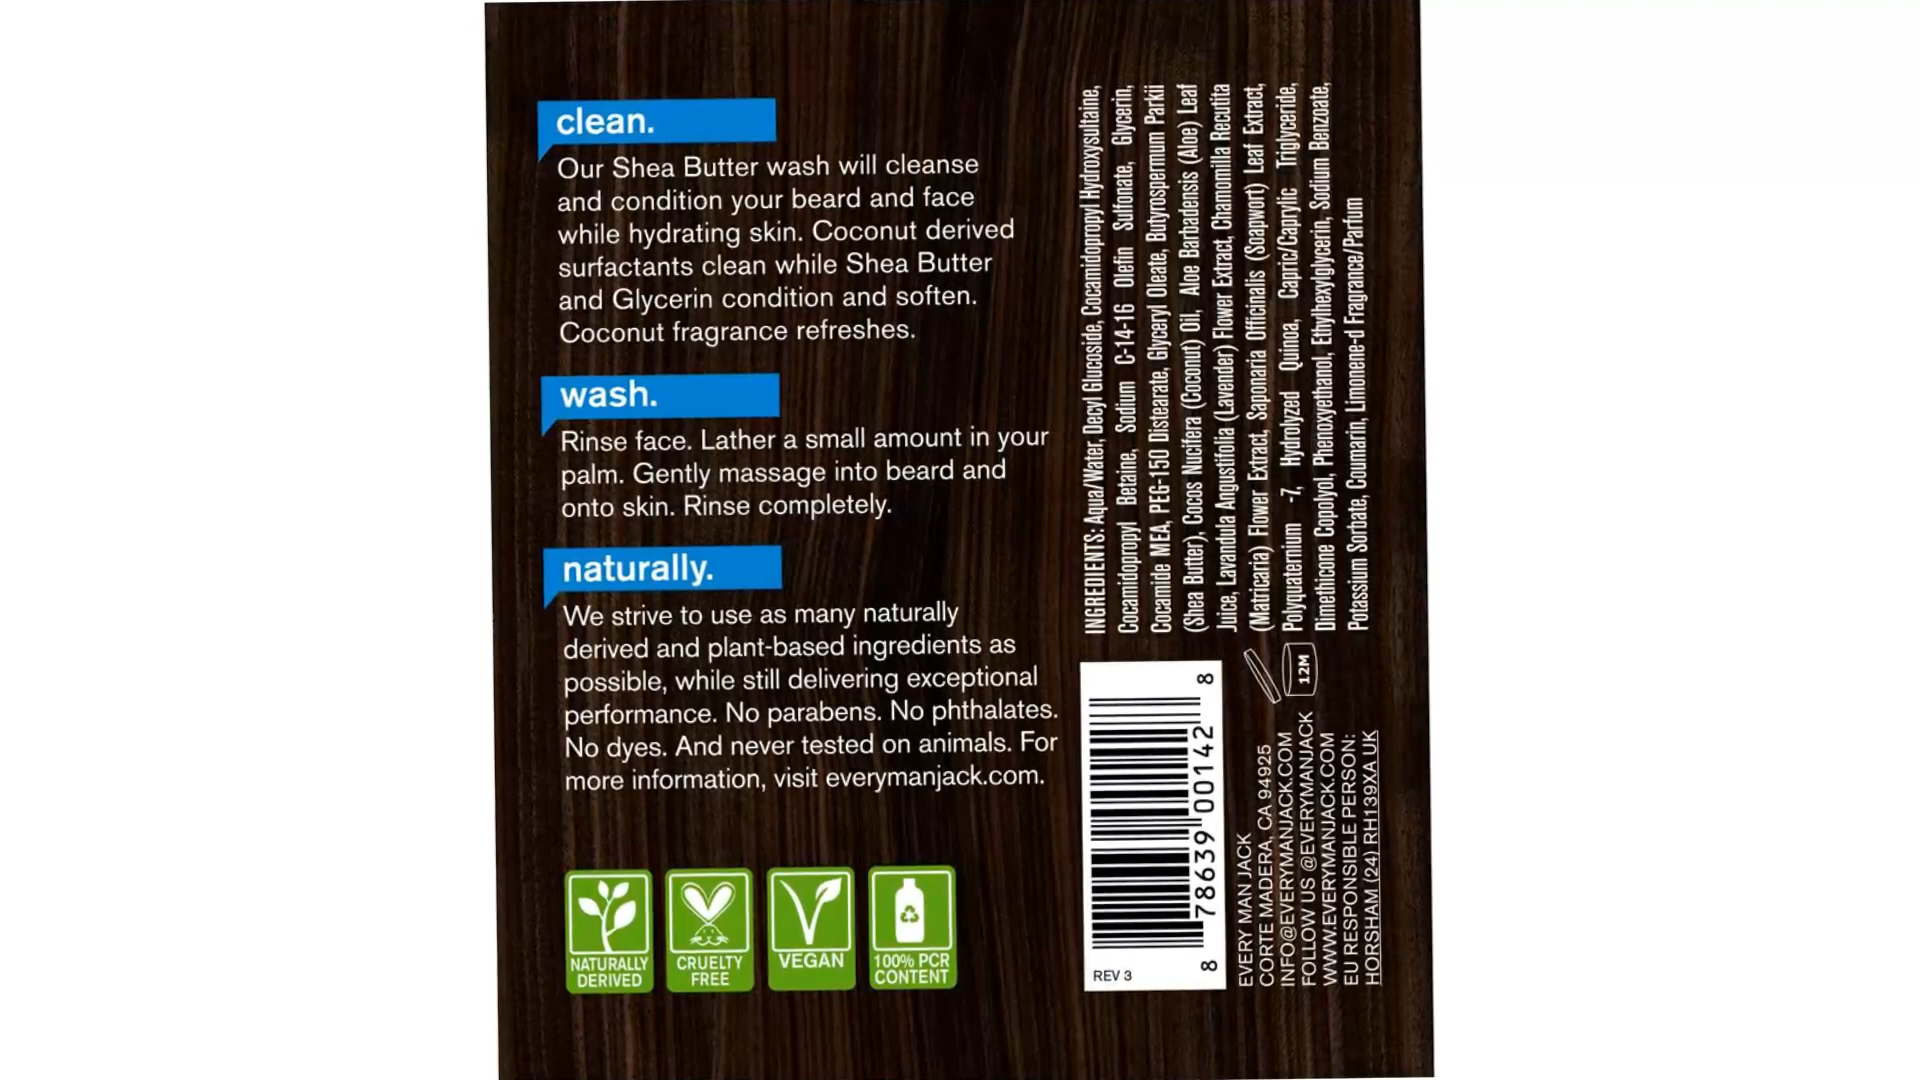 clean.
Our Shea Butter wash will cleanse
and condition your beard and face
while hydrating skin. Coconut derived
surfactants clean while Shea Butter
and Glycerin condition and soften.
Coconut fragrance refreshes.
wash.
Rinse face. Lather a small amount in your
palm. Gently massage into beard and
onto skin. Rinse completely.
naturally.
We strive to use as many naturally
derived and plant-based ingredients as
possible, while still delivering exceptional
performance. No parabens. No phthalates.
No dyes. And never tested on animals. For
more information, visit everymanjack.com.
NATURALLY
DERIVED
CRUELTY
FREE
VEGAN
100% PCR
CONTENT
INGREDIENTS: Aqua/Water, Decyl Glucoside, Cocamidopropyl Hydroxysultaine,
Cocamidopropyl Betaine, Sodium C-14-16 Olefin Sulfonate, Glycerin,
Cocamide MEA, PEG-150 Distearate, Glyceryl Oleate, Butyrospermum Parkii
(Shea Butter), Cocos Nucifera (Coconut) Oil, Aloe Barbadensis (Aloe) Leaf
Juice, Lavandula Angustifolia (Lavender) Flower Extract, Chamomilla Recutita
(Matricaria) Flower Extract, Saponaria Officinalis (Soapwort) Leaf Extract,
Polyquaternium -7, Hydrolyzed Quinoa, Capric/Caprylic Triglyceride,
Dimethicone Copolyol, Phenoxyethanol, Ethylhexylglycerin, Sodium Benzoate,
Potassium Sorbate, Coumarin, Limonene-d Fragrance/Parfum
12M
8 78639 00142 8
REV 3
EVERY MAN JACK
CORTE MADERA, CA 94925
INFO@EVERYMANJACK.COM
FOLLOW US @EVERYMANJACK
WWW.EVERYMANJACK.COM
EU RESPONSIBLE PERSON:
HORSHAM (24) RH139XA UK